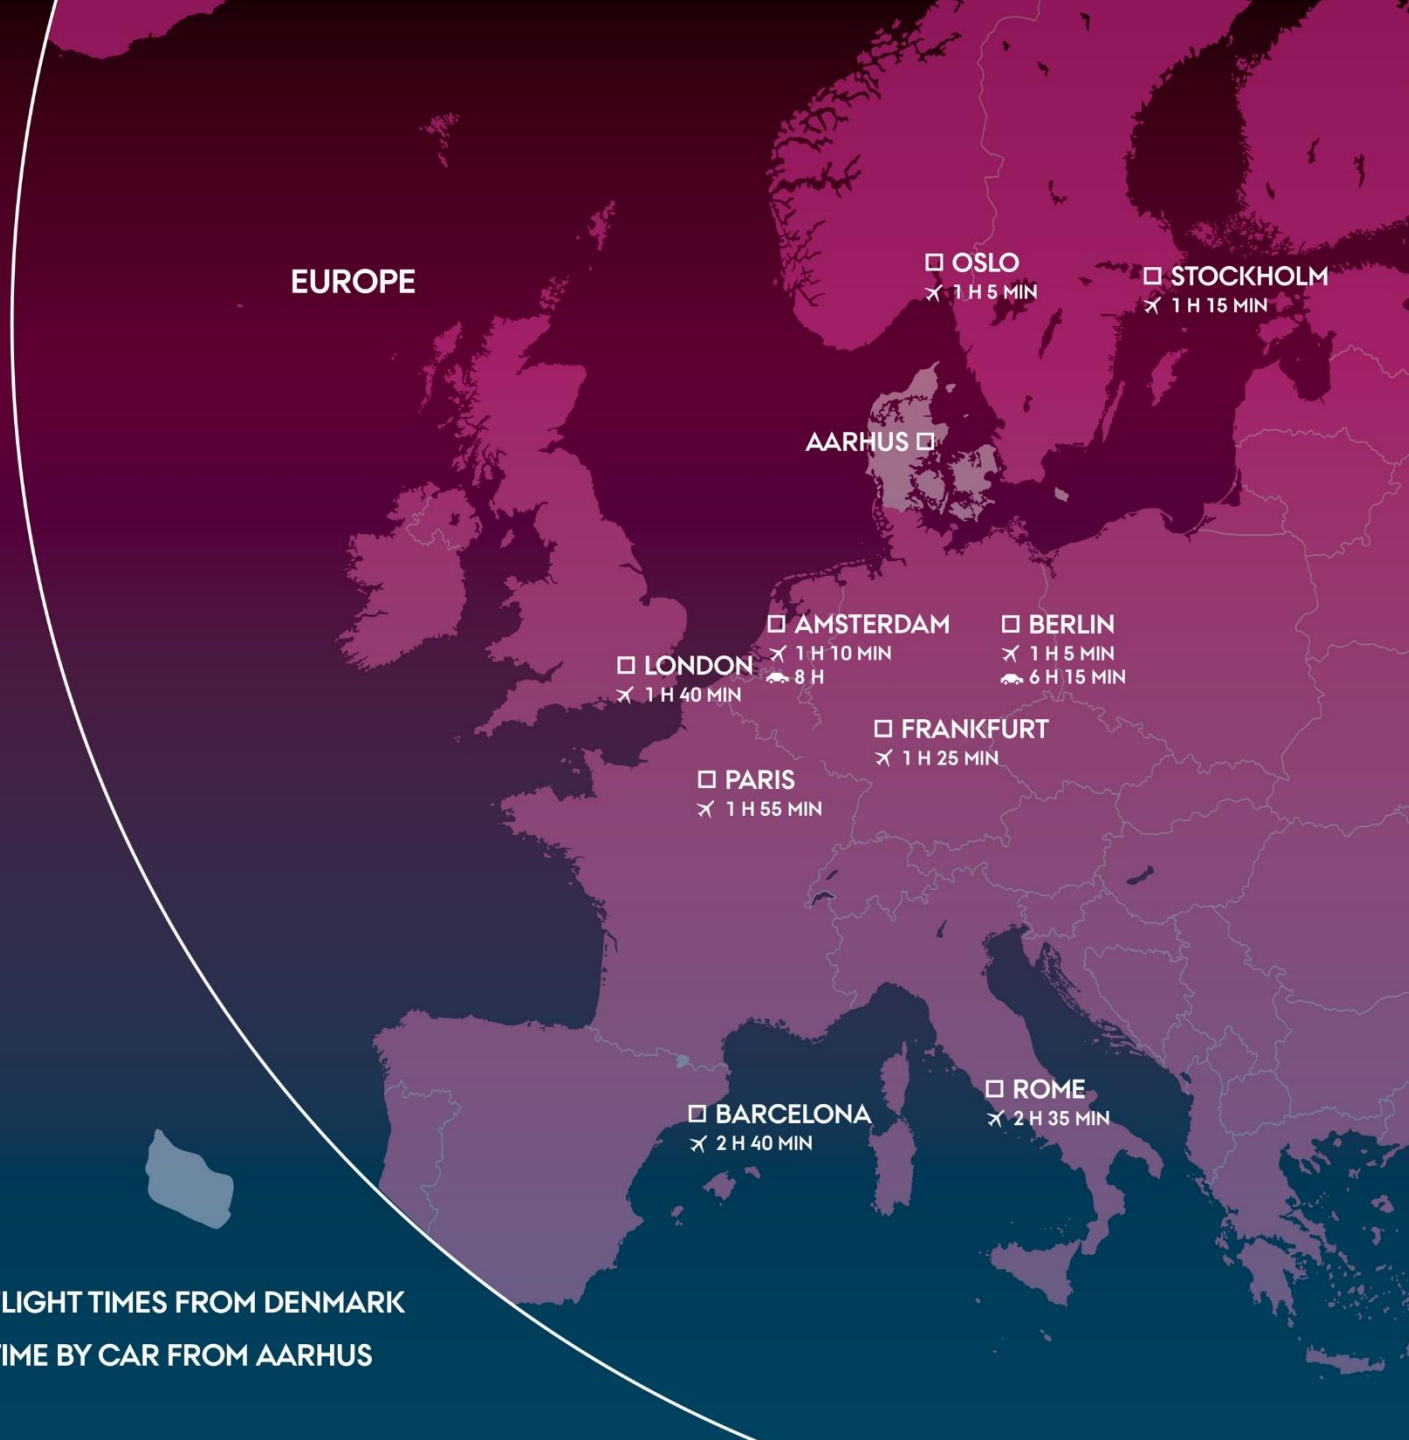 EUROPE
OSLO
1 H 5 MIN
STOCKHOLM
1 H 15 MIN
AARHUS
AMSTERDAM
1 H 10 MIN
8 H
BERLIN
1 H 5 MIN
6 H 15 MIN
LONDON
1 H 40 MIN
FRANKFURT
1 H 25 MIN
PARIS
1 H 55 MIN
ROME
2 H 35 MIN
BARCELONA
2 H 40 MIN
LIGHT TIMES FROM DENMARK
IME BY CAR FROM AARHUS